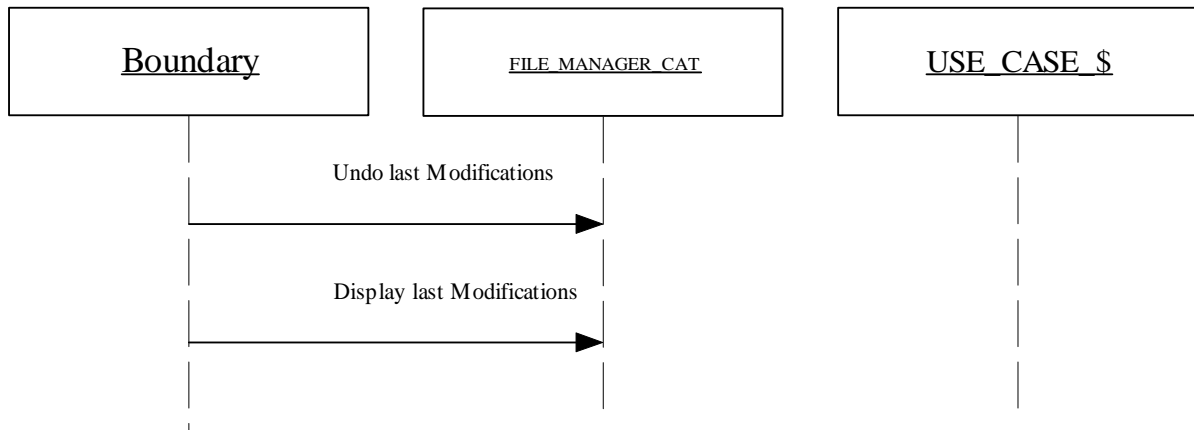 Boundary
FILE_MANAGER_CAT
USE_CASE_$
Undo last Modifications
Display last Modifications